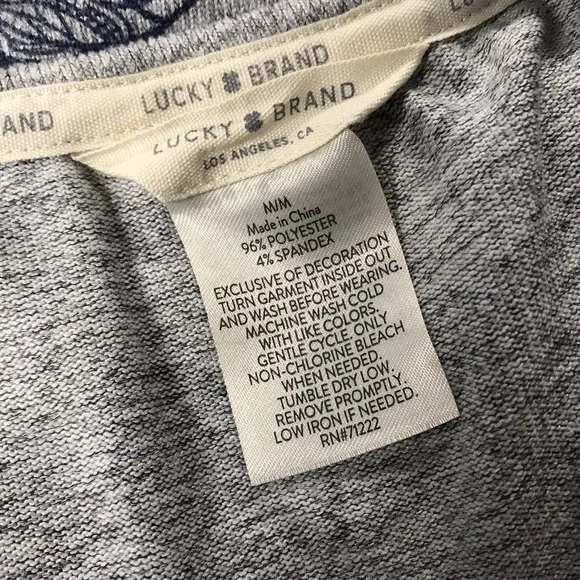 AND LUCKY BRAND LU
LUCKY BRAND
LOS ANGELES, CA
M/M
Made in China
96% POLYESTER
4% SPANDEX
EXCLUSIVE OF DECORATION
TURN GARMENT INSIDE OUT
AND WASH BEFORE WEARING.
MACHINE WASH COLD
WITH LIKE COLORS.
GENTLE CYCLE ONLY
NON-CHLORINE BLEACH
WHEN NEEDED.
TUMBLE DRY LOW.
REMOVE PROMPTLY.
LOW IRON IF NEEDED.
RN#71222